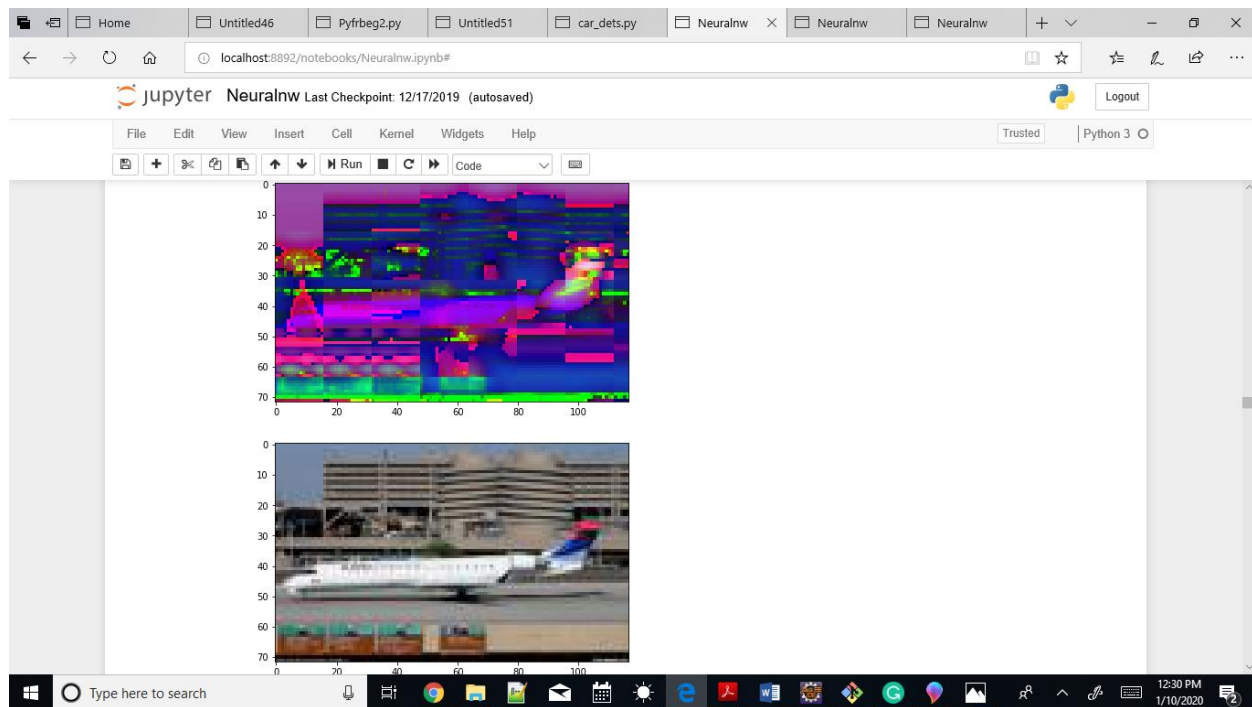 Home Untitled46 Pyfrbeg2.py Untitled51 car_dets.py Neuralnw Neuralnw Neuralnw
localhost:8892/notebooks/Neuralnw.ipynb#
jupyter Neuralnw Last Checkpoint: 12/17/2019 (autosaved) Logout
File Edit View Insert Cell Kernel Widgets Help Trusted Python 3
Run Code
0
10
20
30
40
50
60
70
0 20 40 60 80 100
0
10
20
30
40
50
60
70
0 20 40 60 80 100
Type here to search 12:30 PM
1/10/2020 2